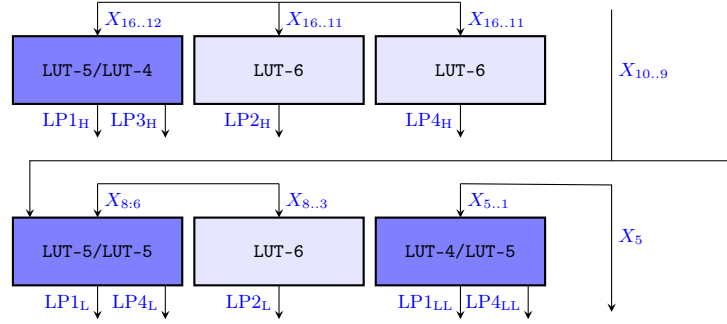 X16..12 X16..11 X16..11
LUT-5/LUT-4 LUT-6 LUT-6 X10..9
LP1H LP3H LP2H LP4H
X8:6 X8..3 X5..1
LUT-5/LUT-5 LUT-6 LUT-4/LUT-5 X5
LP1L LP4L LP2L LP1LL LP4LL